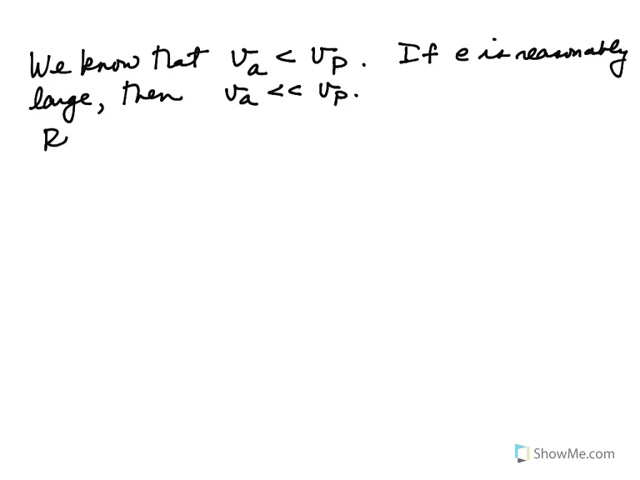 We know that va < vp. If e is reasonably
large, then va << vp.
R
ShowMe.com